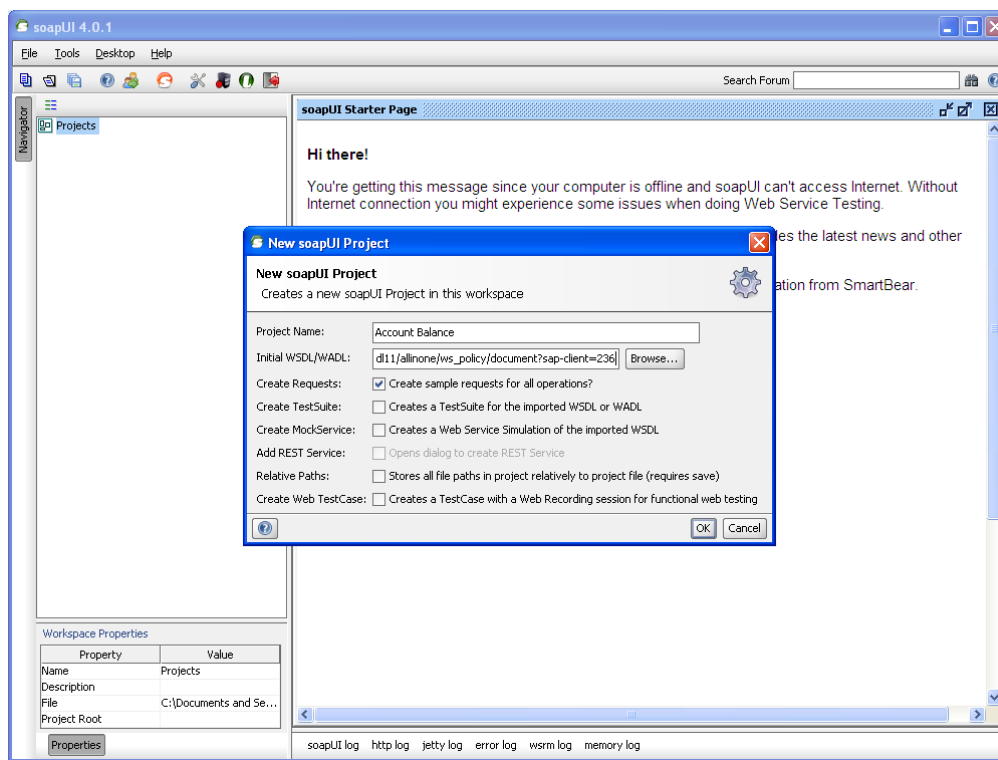 soapUI 4.0.1
File Tools Desktop Help
Search Forum
Navigator
Projects
soapUI Starter Page
Hi there!
You're getting this message since your computer is offline and soapUI can't access Internet. Without
Internet connection you might experience some issues when doing Web Service Testing.
the latest news and other
ation from SmartBear.
New soapUI Project
New soapUI Project
Creates a new soapUI Project in this workspace
Project Name: Account Balance
Initial WSDL/WADL: dl11/allinone/ws_policy/document?sap-client=236 Browse...
Create Requests: Create sample requests for all operations?
Create TestSuite: Creates a TestSuite for the imported WSDL or WADL
Create MockService: Creates a Web Service Simulation of the imported WSDL
Add REST Service: Opens dialog to create REST Service
Relative Paths: Stores all file paths in project relatively to project file (requires save)
Create Web TestCase: Creates a TestCase with a Web Recording session for functional web testing
OK Cancel
Workspace Properties
Property Value
Name Projects
Description
File C:\Documents and Se...
Project Root
Properties
soapUI log http log jetty log error log wsrm log memory log